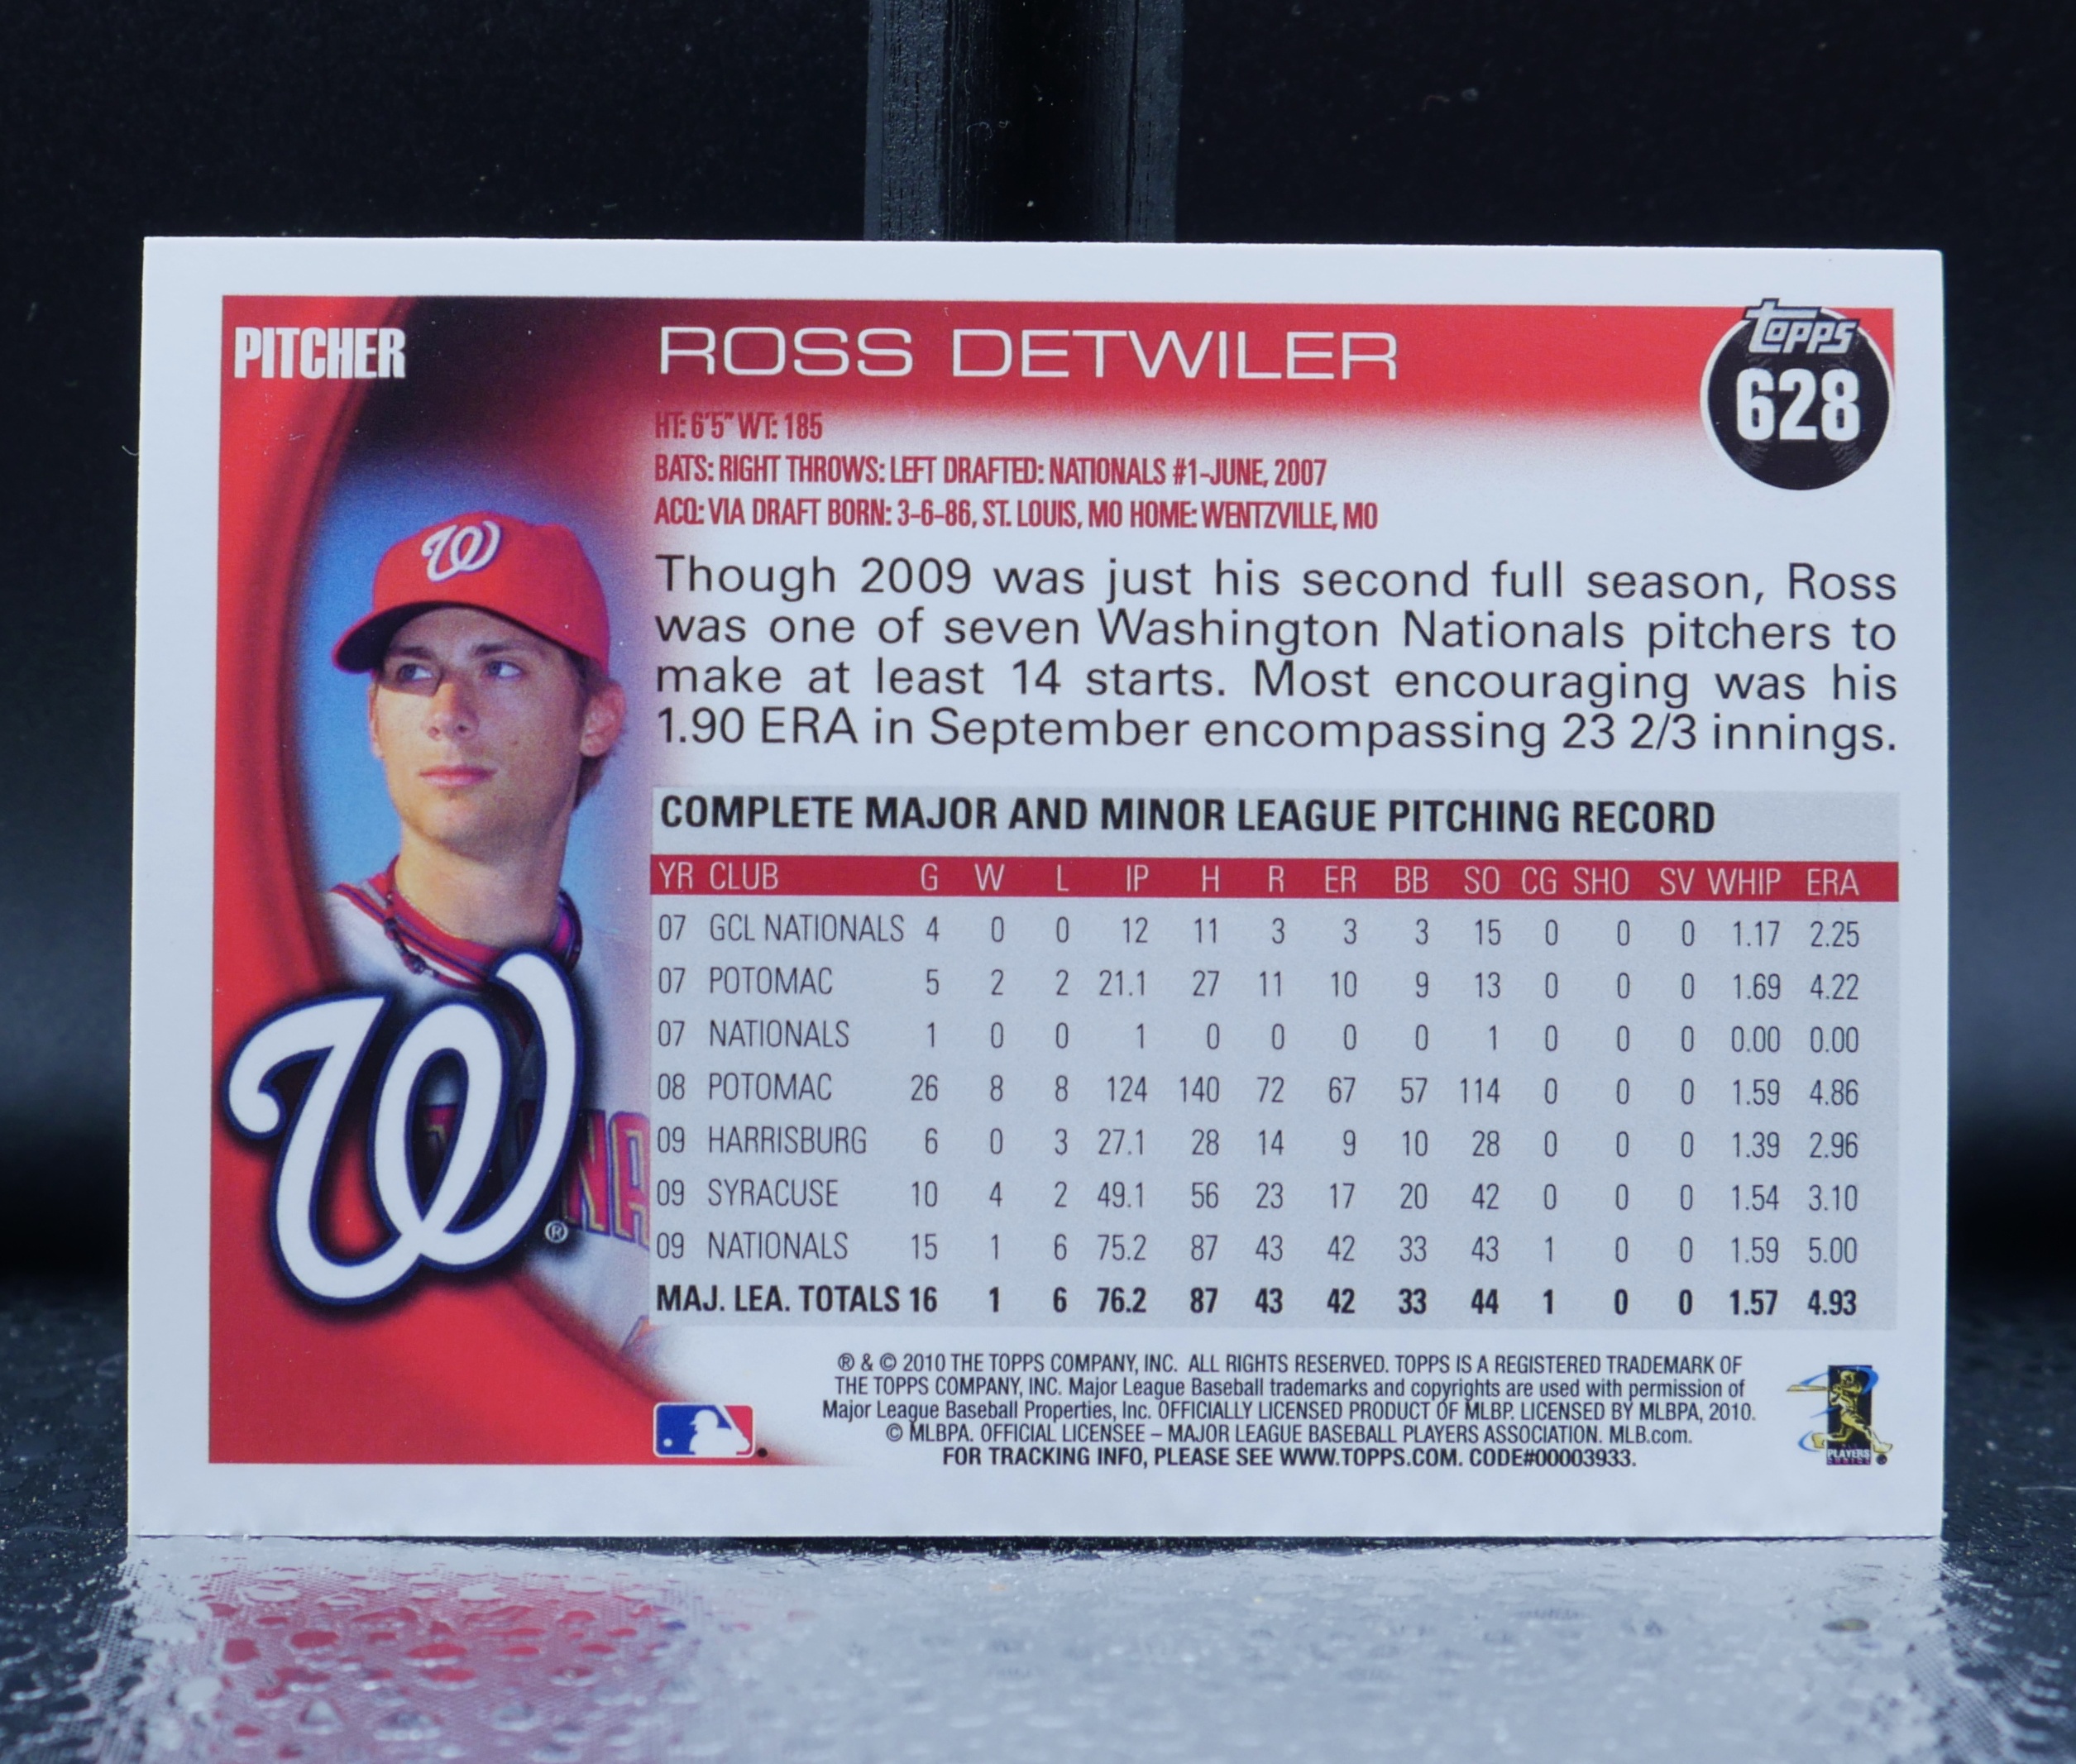 PITCHER
ROSS DETWILER
topps
628
HT: 6'5" WT: 185
BATS: RIGHT THROWS: LEFT DRAFTED: NATIONALS #1-JUNE, 2007
ACQ: VIA DRAFT BORN: 3-6-86, ST. LOUIS, MO HOME: WENTZVILLE, MO
Though 2009 was just his second full season, Ross
was one of seven Washington Nationals pitchers to
make at least 14 starts. Most encouraging was his
1.90 ERA in September encompassing 23 2/3 innings.
COMPLETE MAJOR AND MINOR LEAGUE PITCHING RECORD
YR CLUB G W L IP H R ER BB SO CG SHO SV WHIP ERA
07 GCL NATIONALS 4 0 0 12 11 3 3 3 15 0 0 0 1.17 2.25
07 POTOMAC 5 2 2 21.1 27 11 10 9 13 0 0 0 1.69 4.22
07 NATIONALS 1 0 0 1 0 0 0 0 1 0 0 0 0.00 0.00
08 POTOMAC 26 8 8 124 140 72 67 57 114 0 0 0 1.59 4.86
09 HARRISBURG 6 0 3 27.1 28 14 9 10 28 0 0 0 1.39 2.96
09 SYRACUSE 10 4 2 49.1 56 23 17 20 42 0 0 0 1.54 3.10
09 NATIONALS 15 1 6 75.2 87 43 42 33 43 1 0 0 1.59 5.00
MAJ. LEA. TOTALS 16 1 6 76.2 87 43 42 33 44 1 0 0 1.57 4.93
W
W®
NA
® & © 2010 THE TOPPS COMPANY, INC. ALL RIGHTS RESERVED. TOPPS IS A REGISTERED TRADEMARK OF
THE TOPPS COMPANY, INC. Major League Baseball trademarks and copyrights are used with permission of
Major League Baseball Properties, Inc. OFFICIALLY LICENSED PRODUCT OF MLBP. LICENSED BY MLBPA, 2010.
© MLBPA. OFFICIAL LICENSEE – MAJOR LEAGUE BASEBALL PLAYERS ASSOCIATION. MLB.com.
FOR TRACKING INFO, PLEASE SEE WWW.TOPPS.COM. CODE#00003933.
PLAYERS